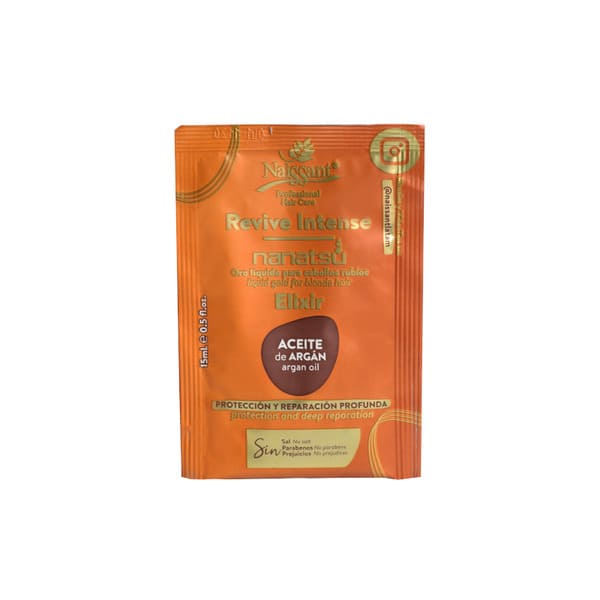 Naissant
Professional
Hair Care
Revive Intense
nanatsu
Oro líquido para cabellos rubios
liquid gold for blonde hair
Elixir
15mL e 0.5 fl.oz.
@naissantlatam
ACEITE
de ARGÁN
argan oil
PROTECCIÓN Y REPARACIÓN PROFUNDA
protection and deep reparation
Sin
Sal No salt
Parabenos No parabens
Prejuicios No prejudices